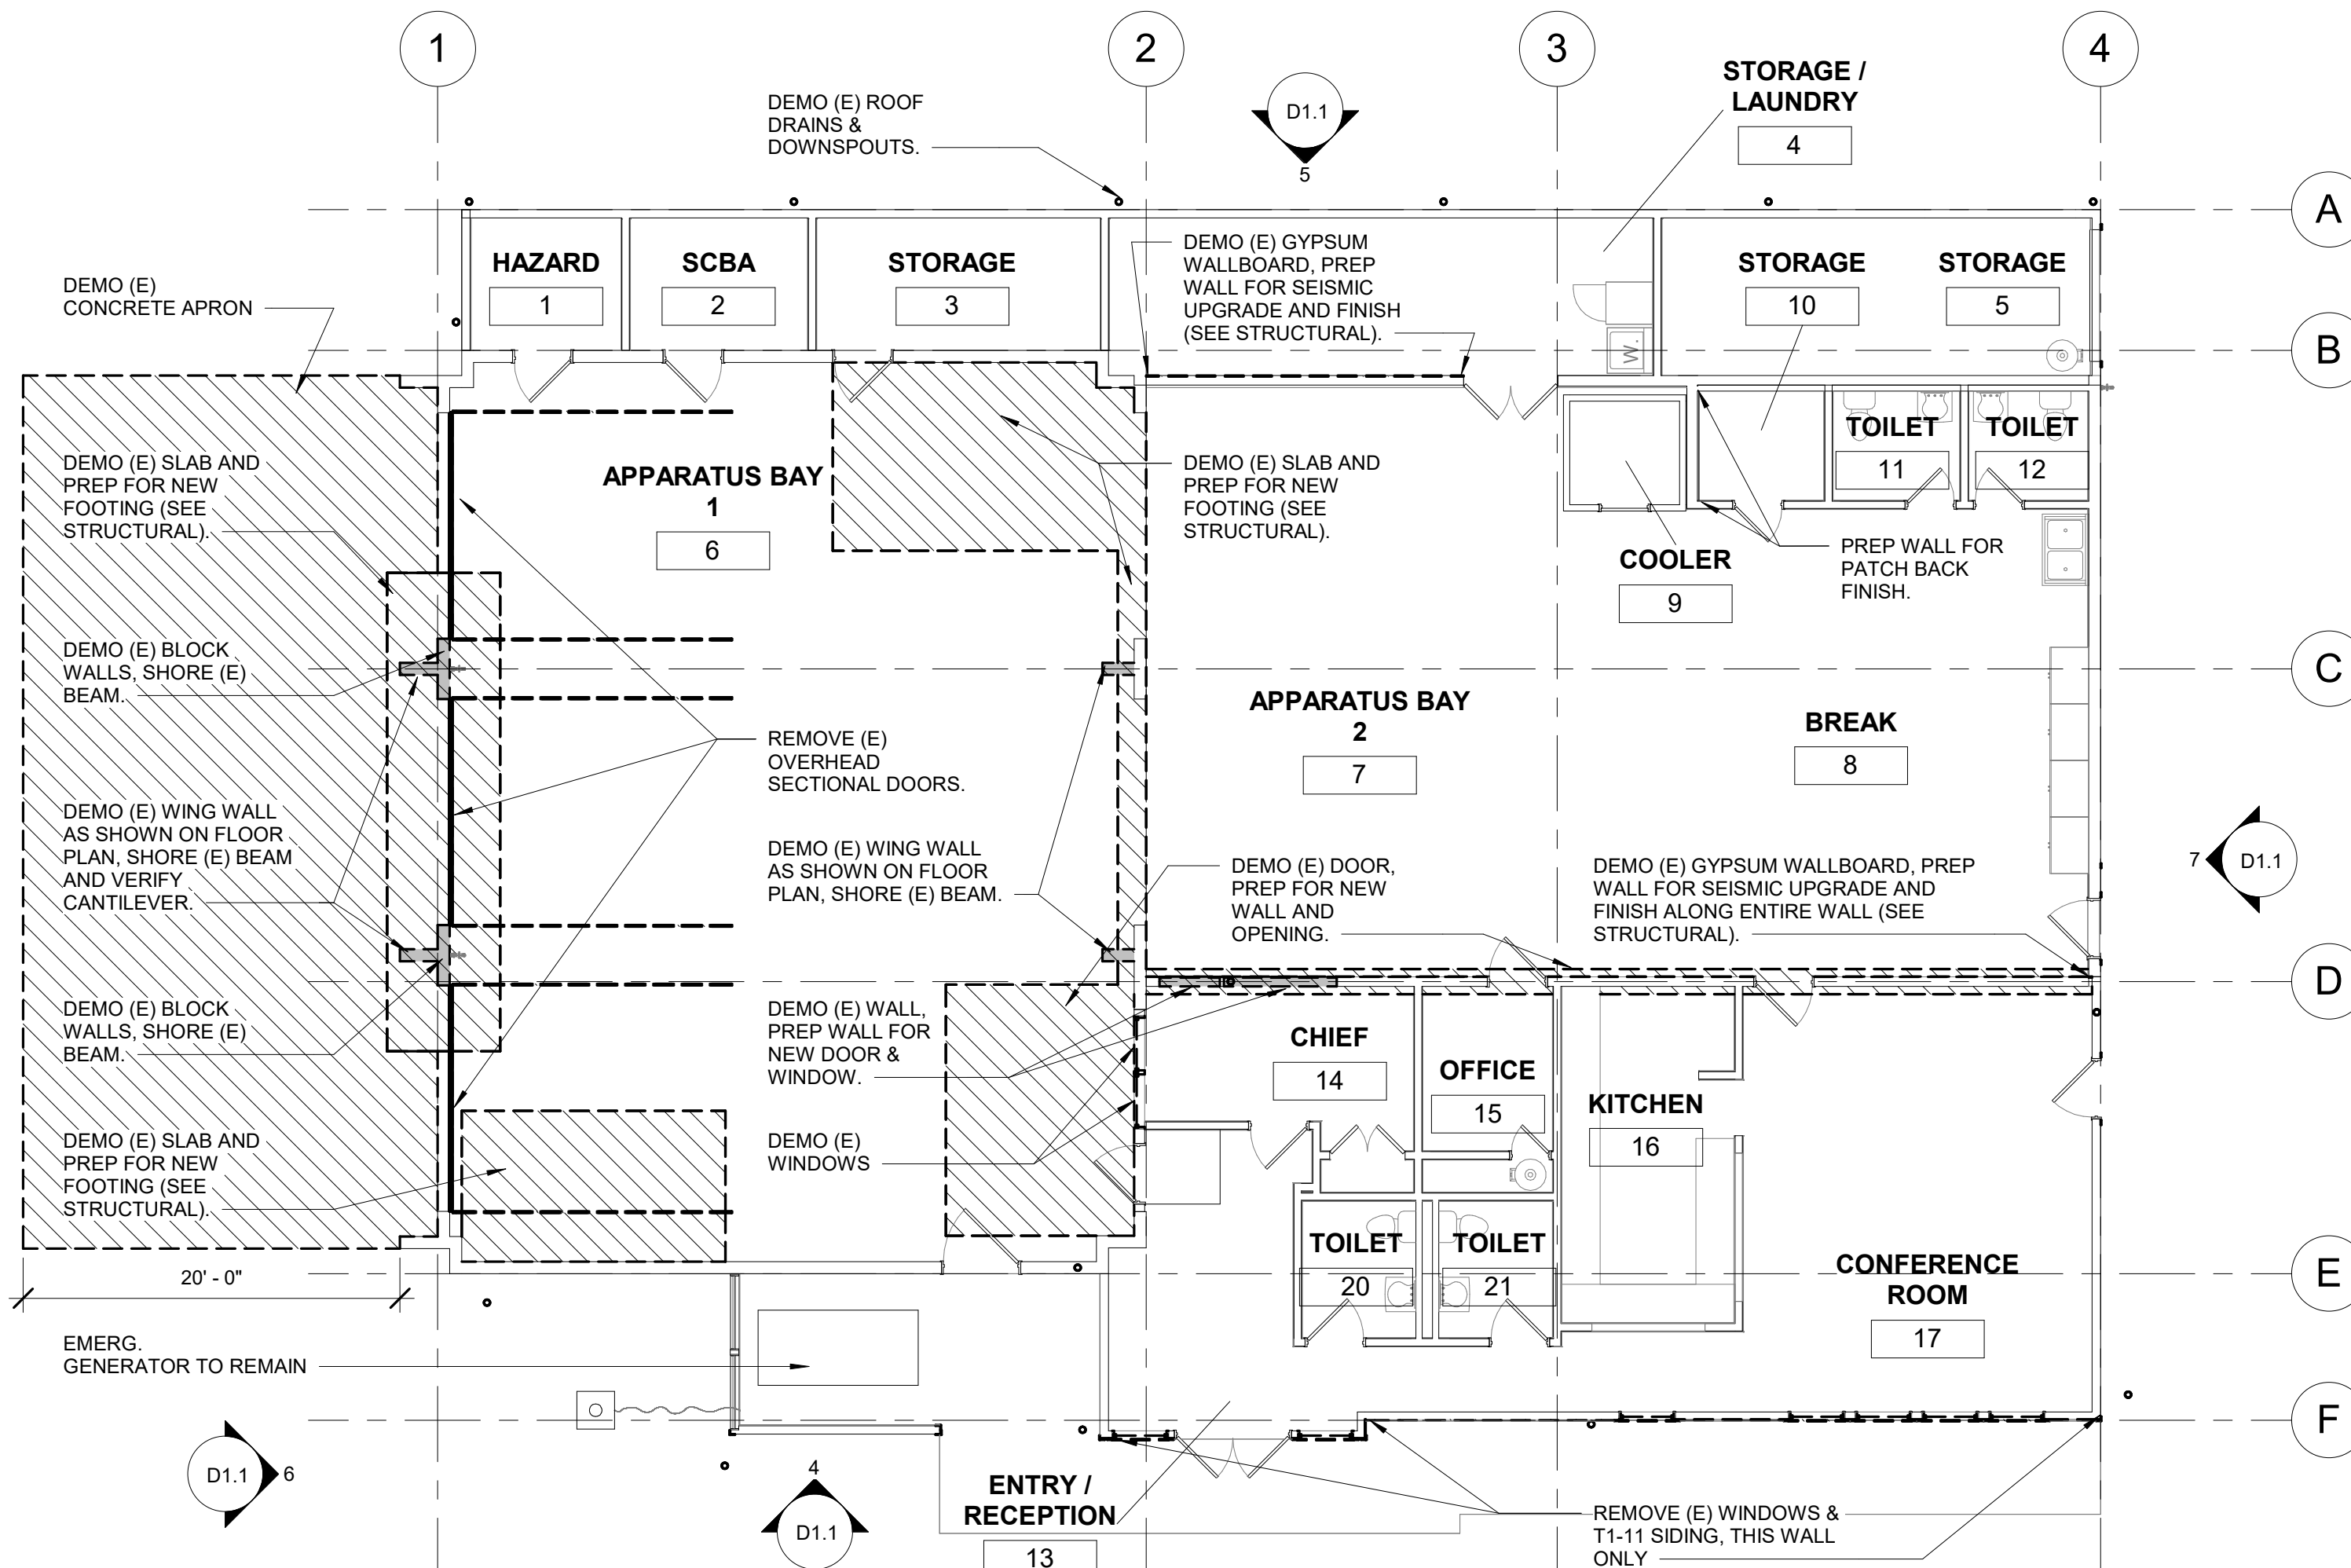 1
2
3
4
STORAGE /
LAUNDRY
4
DEMO (E) ROOF
DRAINS &
DOWNSPOUTS.
D1.1
5
A
HAZARD
1
SCBA
2
STORAGE
3
DEMO (E) GYPSUM
WALLBOARD, PREP
WALL FOR SEISMIC
UPGRADE AND FINISH
(SEE STRUCTURAL).
W.
STORAGE
10
STORAGE
5
DEMO (E)
CONCRETE APRON
B
DEMO (E) SLAB AND
PREP FOR NEW
FOOTING (SEE
STRUCTURAL).
APPARATUS BAY
1
6
DEMO (E) SLAB AND
PREP FOR NEW
FOOTING (SEE
STRUCTURAL).
TOILET
11
TOILET
12
COOLER
9
PREP WALL FOR
PATCH BACK
FINISH.
DEMO (E) BLOCK
WALLS, SHORE (E)
BEAM.
C
APPARATUS BAY
2
7
BREAK
8
REMOVE (E)
OVERHEAD
SECTIONAL DOORS.
DEMO (E) WING WALL
AS SHOWN ON FLOOR
PLAN, SHORE (E) BEAM
AND VERIFY
CANTILEVER.
DEMO (E) WING WALL
AS SHOWN ON FLOOR
PLAN, SHORE (E) BEAM.
DEMO (E) DOOR,
PREP FOR NEW
WALL AND
OPENING.
DEMO (E) GYPSUM WALLBOARD, PREP
WALL FOR SEISMIC UPGRADE AND
FINISH ALONG ENTIRE WALL (SEE
STRUCTURAL).
7
D1.1
D
DEMO (E) BLOCK
WALLS, SHORE (E)
BEAM.
DEMO (E) WALL,
PREP WALL FOR
NEW DOOR &
WINDOW.
CHIEF
14
OFFICE
15
KITCHEN
16
DEMO (E) SLAB AND
PREP FOR NEW
FOOTING (SEE
STRUCTURAL).
DEMO (E)
WINDOWS
TOILET
20
TOILET
21
CONFERENCE
ROOM
17
E
20' - 0"
EMERG.
GENERATOR TO REMAIN
F
D1.1
6
4
D1.1
ENTRY /
RECEPTION
13
REMOVE (E) WINDOWS &
T1-11 SIDING, THIS WALL
ONLY